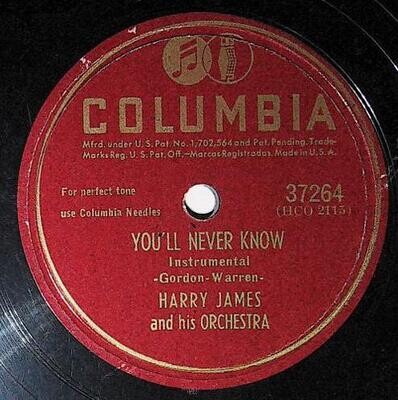 COLUMBIA
Mfrd. under U.S. Pat. No. 1,702,564 and Pat. Pending. Trade-
Marks Reg. U.S. Pat. Off.—Marcas Registradas. Made in U.S.A.
For perfect tone
use Columbia Needles
37264
(HCO 2115)
YOU'LL NEVER KNOW
Instrumental
-Gordon-Warren-
HARRY JAMES
and his ORCHESTRA